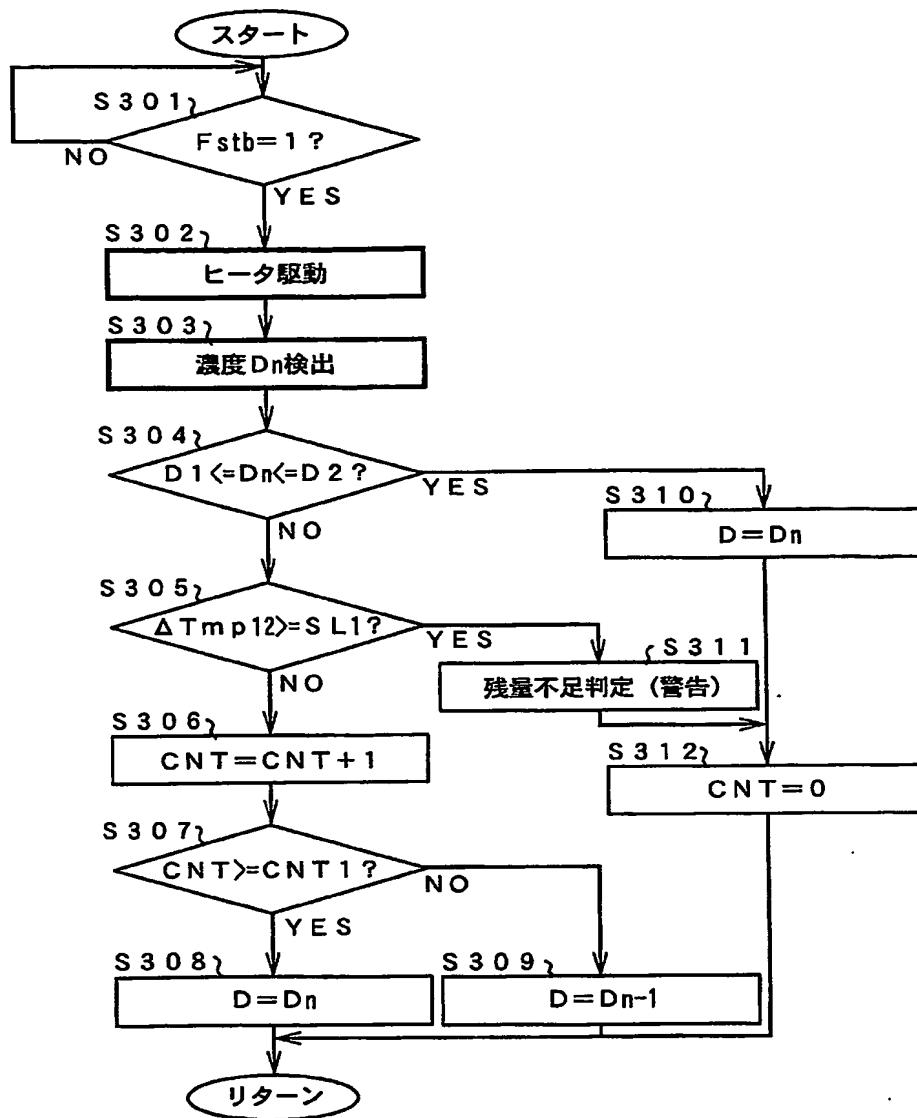 スタート
S301
Fstb=1?
NO
YES
S302
ヒータ駆動
S303
濃度Dn検出
S304
D1<=Dn<=D2?
YES
NO
S310
D=Dn
S305
ΔTmp12>=SL1?
YES
NO
S311
残量不足判定(警告)
S306
CNT=CNT+1
S312
CNT=0
S307
CNT>=CNT1?
NO
YES
S308
D=Dn
S309
D=Dn-1
リターン